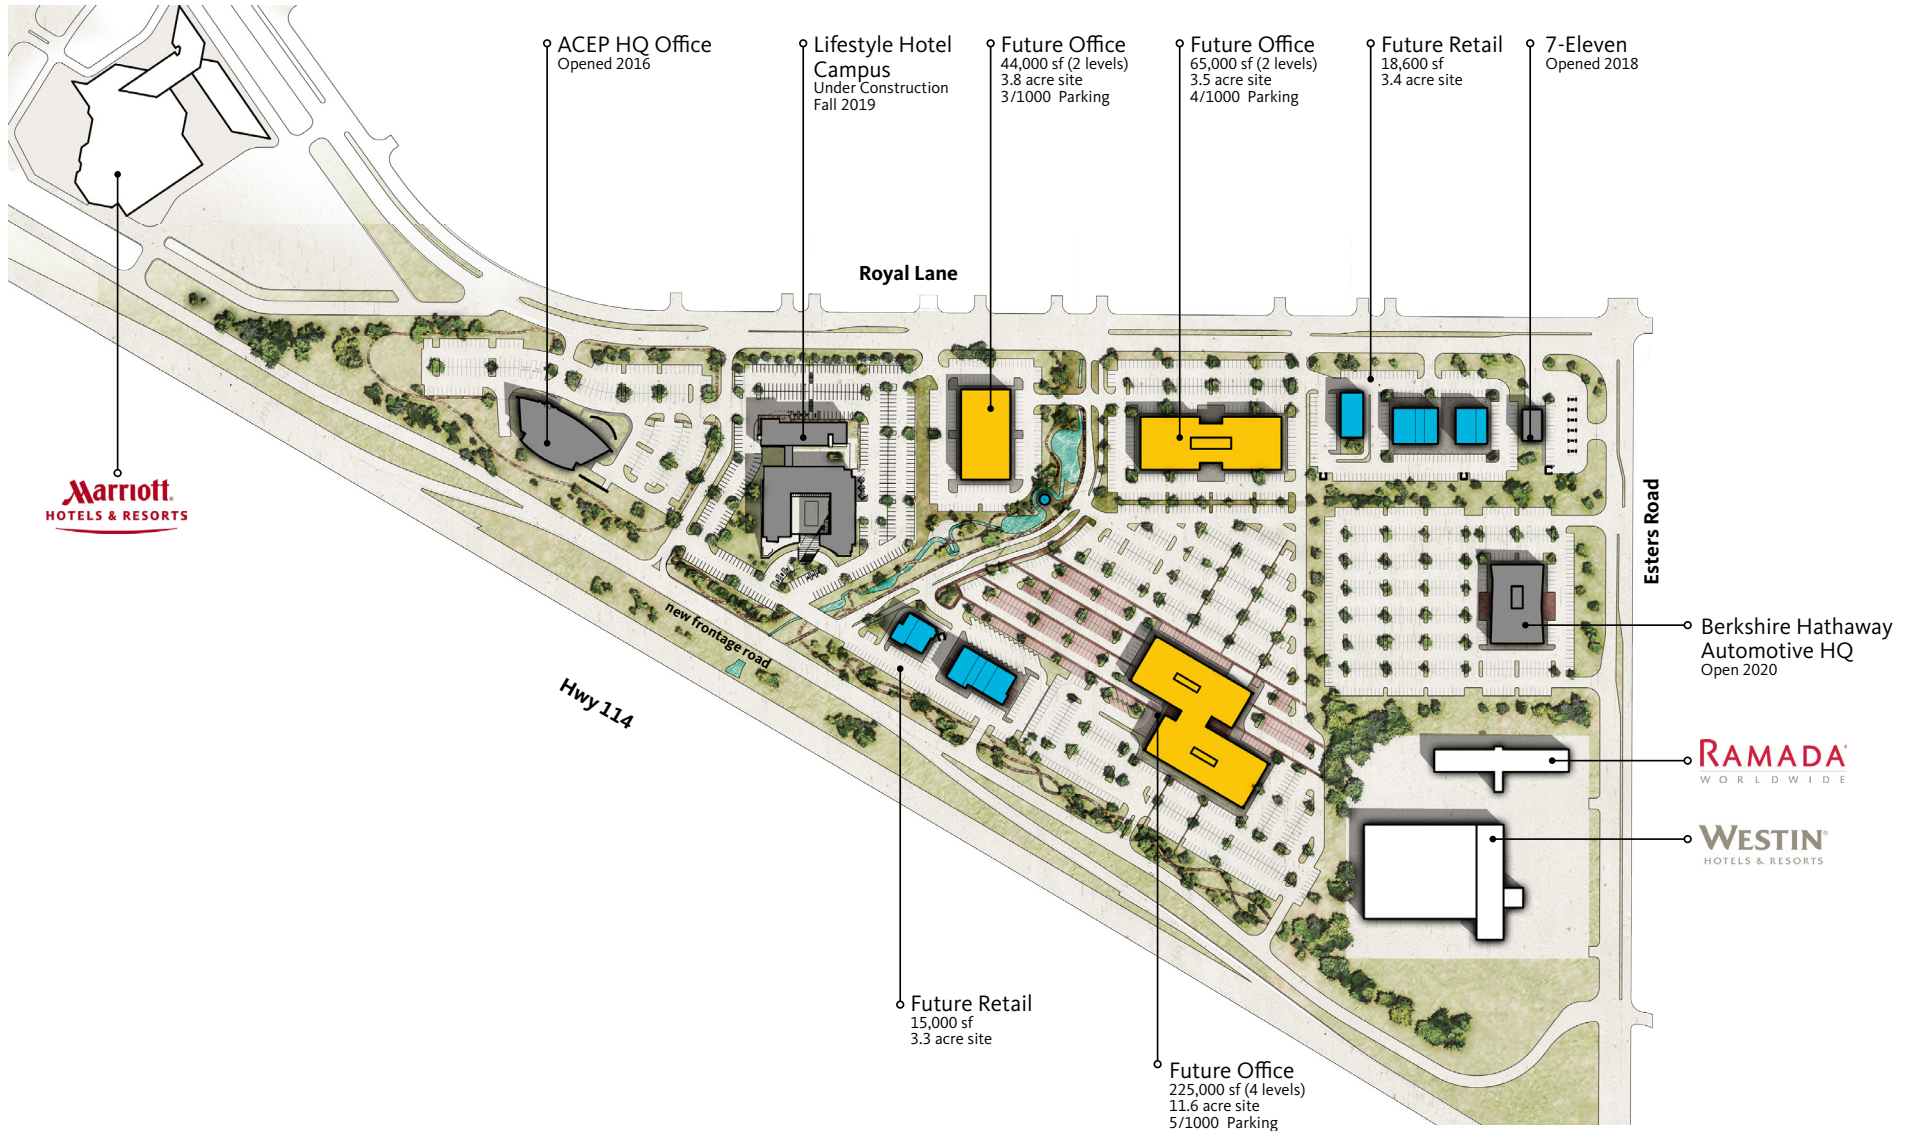 ACEP HQ Office
Opened 2016
Lifestyle Hotel
Campus
Under Construction
Fall 2019
Future Office
44,000 sf (2 levels)
3.8 acre site
3/1000 Parking
Future Office
65,000 sf (2 levels)
3.5 acre site
4/1000 Parking
Future Retail
18,600 sf
3.4 acre site
7-Eleven
Opened 2018
Royal Lane
Marriott
HOTELS & RESORTS
Esters Road
new frontage road
Hwy 114
Berkshire Hathaway
Automotive HQ
Open 2020
RAMADA
WORLDWIDE
WESTIN
HOTELS & RESORTS
Future Retail
15,000 sf
3.3 acre site
Future Office
225,000 sf (4 levels)
11.6 acre site
5/1000 Parking